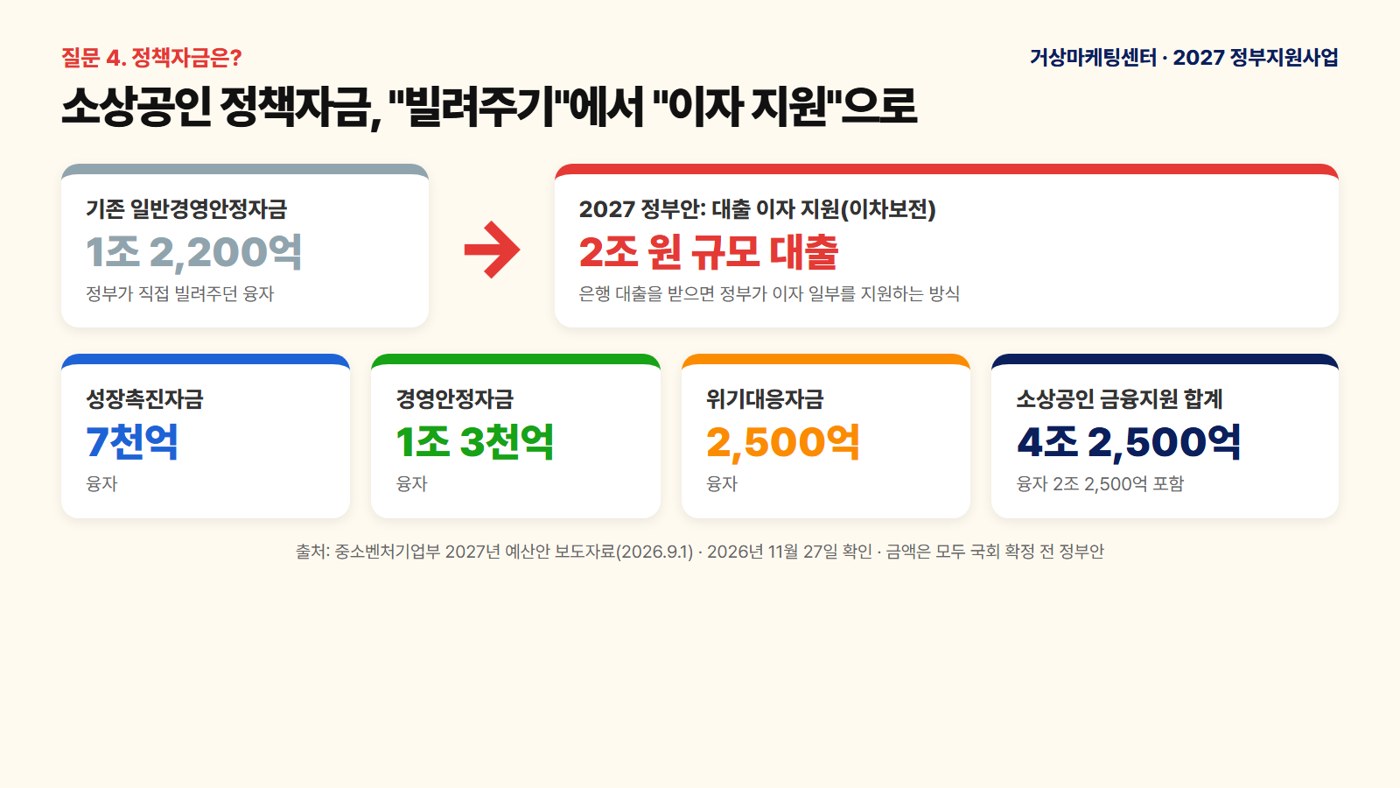 질문 4. 정책자금은?
거상마케팅센터 · 2027 정부지원사업
소상공인 정책자금, "빌려주기"에서 "이자 지원"으로
기존 일반경영안정자금
1조 2,200억
정부가 직접 빌려주던 융자
2027 정부안: 대출 이자 지원(이차보전)
2조 원 규모 대출
은행 대출을 받으면 정부가 이자 일부를 지원하는 방식
성장촉진자금
7천억
융자
경영안정자금
1조 3천억
융자
위기대응자금
2,500억
융자
소상공인 금융지원 합계
4조 2,500억
융자 2조 2,500억 포함
출처: 중소벤처기업부 2027년 예산안 보도자료(2026.9.1) · 2026년 11월 27일 확인 · 금액은 모두 국회 확정 전 정부안